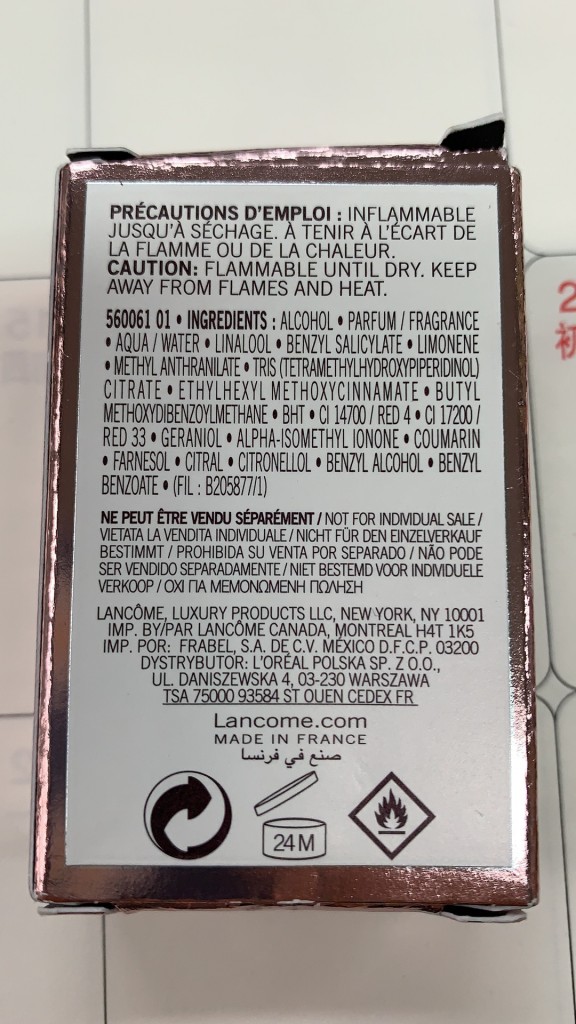 PRÉCAUTIONS D'EMPLOI : INFLAMMABLE
JUSQU'À SÉCHAGE. À TENIR À L'ÉCART DE
LA FLAMME OU DE LA CHALEUR.
CAUTION: FLAMMABLE UNTIL DRY. KEEP
AWAY FROM FLAMES AND HEAT.
560061 01 • INGREDIENTS : ALCOHOL • PARFUM / FRAGRANCE
• AQUA / WATER • LINALOOL • BENZYL SALICYLATE • LIMONENE
• METHYL ANTHRANILATE • TRIS (TETRAMETHYLHYDROXYPIPERIDINOL)
CITRATE • ETHYLHEXYL METHOXYCINNAMATE • BUTYL
METHOXYDIBENZOYLMETHANE • BHT • CI 14700 / RED 4 • CI 17200 /
RED 33 • GERANIOL • ALPHA-ISOMETHYL IONONE • COUMARIN
• FARNESOL • CITRAL • CITRONELLOL • BENZYL ALCOHOL • BENZYL
BENZOATE • (FIL : B205877/1)
NE PEUT ÊTRE VENDU SÉPARÉMENT / NOT FOR INDIVIDUAL SALE /
VIETATA LA VENDITA INDIVIDUALE / NICHT FÜR DEN EINZELVERKAUF
BESTIMMT / PROHIBIDA SU VENTA POR SEPARADO / NÃO PODE
SER VENDIDO SEPARADAMENTE / NIET BESTEMD VOOR INDIVIDUELE
VERKOOP / ΟΧΙ ΓΙΑ ΜΕΜΟΝΩΜΕΝΗ ΠΩΛΗΣΗ
LANCÔME, LUXURY PRODUCTS LLC, NEW YORK, NY 10001
IMP. BY/PAR LANCÔME CANADA, MONTREAL H4T 1K5
IMP. POR: FRABEL, S.A. DE C.V. MÉXICO D.F.C.P. 03200
DYSTRYBUTOR: L'ORÉAL POLSKA SP. Z O.O.,
UL. DANISZEWSKA 4, 03-230 WARSZAWA
TSA 75000 93584 ST OUEN CEDEX FR
Lancome.com
MADE IN FRANCE
صنع في فرنسا
24 M
2
初